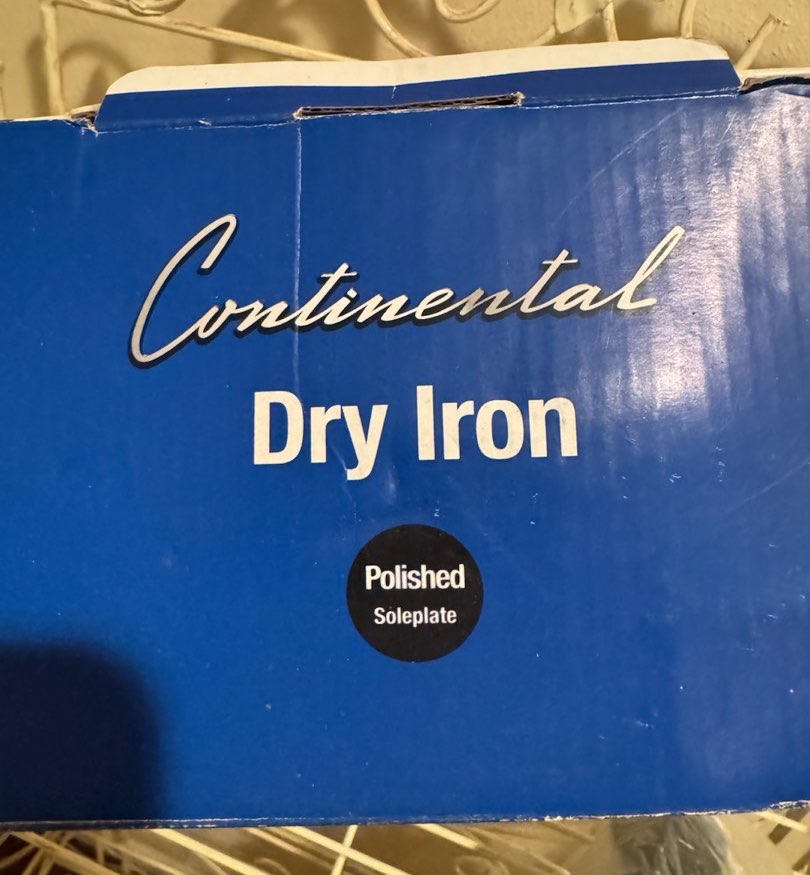 Continental
Dry Iron
Polished
Soleplate